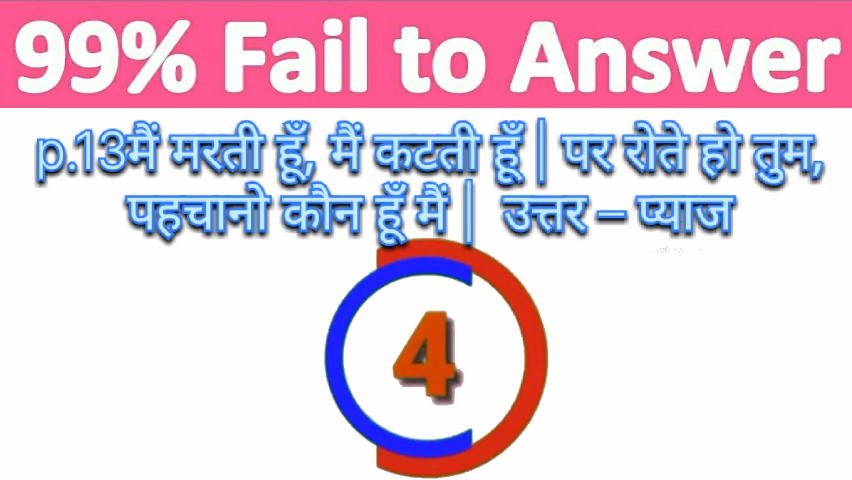 99% Fail to Answer
p.13मैं मरती हूँ, मैं कटती हूँ | पर रोते हो तुम,
पहचानो कौन हूँ मैं | उत्तर – प्याज
4